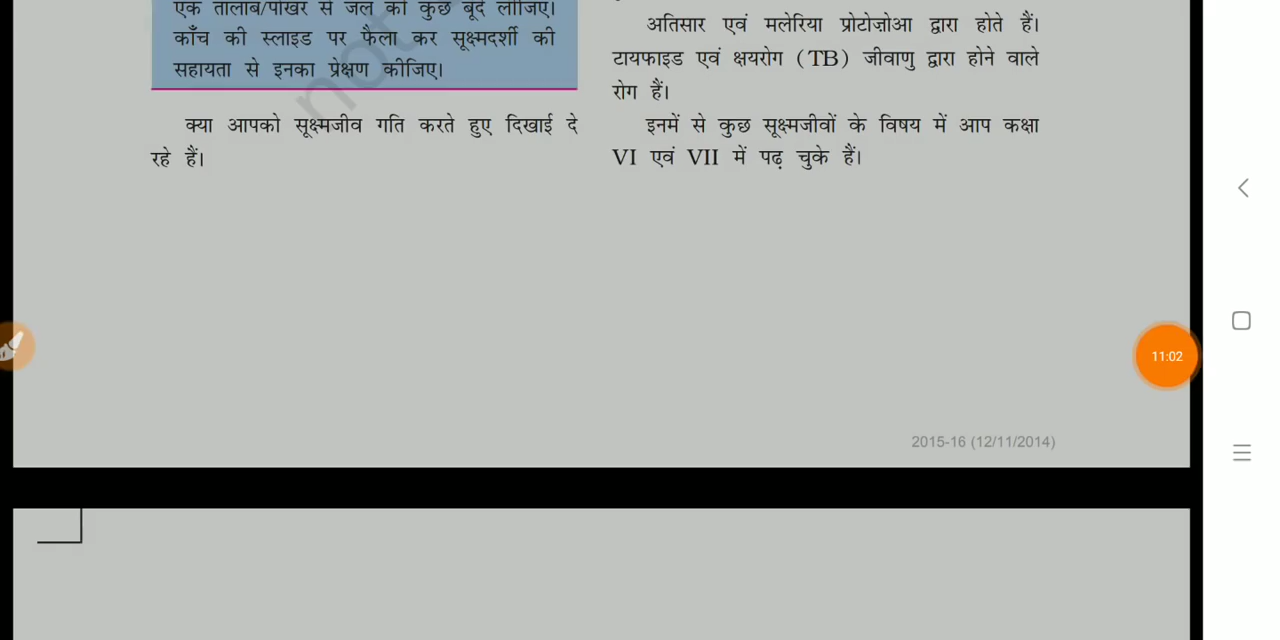 एक तालाब/पोखर से जल की कुछ बूँदें लीजिए।
काँच की स्लाइड पर फैला कर सूक्ष्मदर्शी की
सहायता से इनका प्रेक्षण कीजिए।
क्या आपको सूक्ष्मजीव गति करते हुए दिखाई दे
रहे हैं।
अतिसार एवं मलेरिया प्रोटोज़ोआ द्वारा होते हैं।
टायफाइड एवं क्षयरोग (TB) जीवाणु द्वारा होने वाले
रोग हैं।
इनमें से कुछ सूक्ष्मजीवों के विषय में आप कक्षा
VI एवं VII में पढ़ चुके हैं।
not
11:02
2015-16 (12/11/2014)